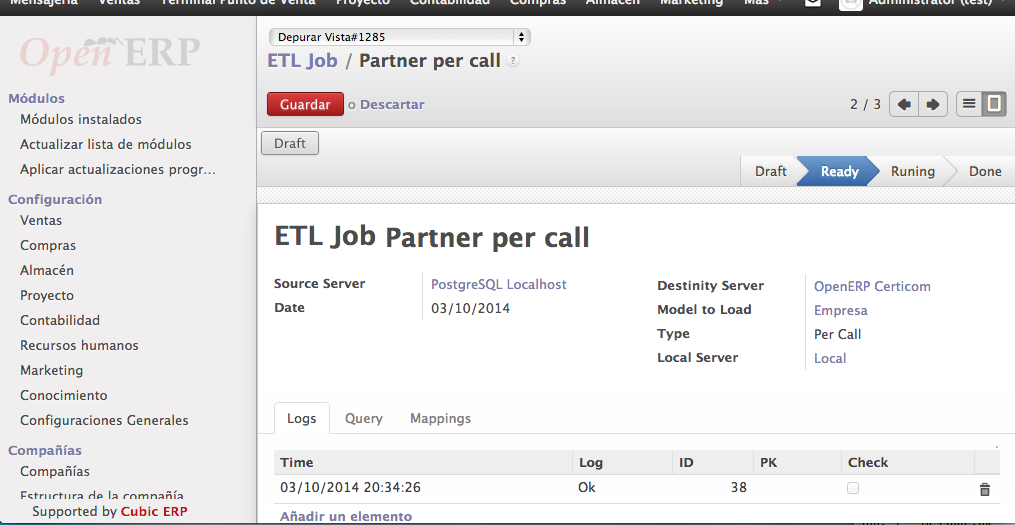 Mensajería Ventas Terminal Punto de Venta Proyecto Contabilidad Compras Almacén Marketing Más Administrator (test)
Open ERP
Módulos
Módulos instalados
Actualizar lista de módulos
Aplicar actualizaciones progr...
Configuración
Ventas
Compras
Almacén
Proyecto
Contabilidad
Recursos humanos
Marketing
Conocimiento
Configuraciones Generales
Compañías
Compañías
Estructura de la compañía
Supported by Cubic ERP
Depurar Vista#1285
ETL Job / Partner per call ?
Guardar o Descartar
2 / 3
Draft
Draft Ready Runing Done
ETL Job Partner per call
Source Server PostgreSQL Localhost
Date 03/10/2014
Destinity Server OpenERP Certicom
Model to Load Empresa
Type Per Call
Local Server Local
Logs Query Mappings
Time Log ID PK Check
03/10/2014 20:34:26 Ok 38
Añadir un elemento